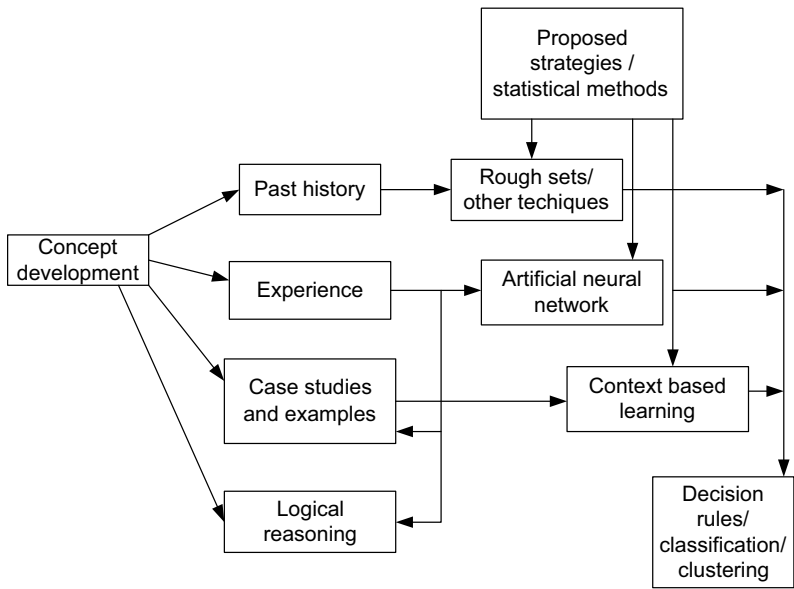 Proposed
strategies /
statistical methods
Past history
Rough sets/
other techiques
Concept
development
Experience
Artificial neural
network
Case studies
and examples
Context based
learning
Logical
reasoning
Decision
rules/
classification/
clustering